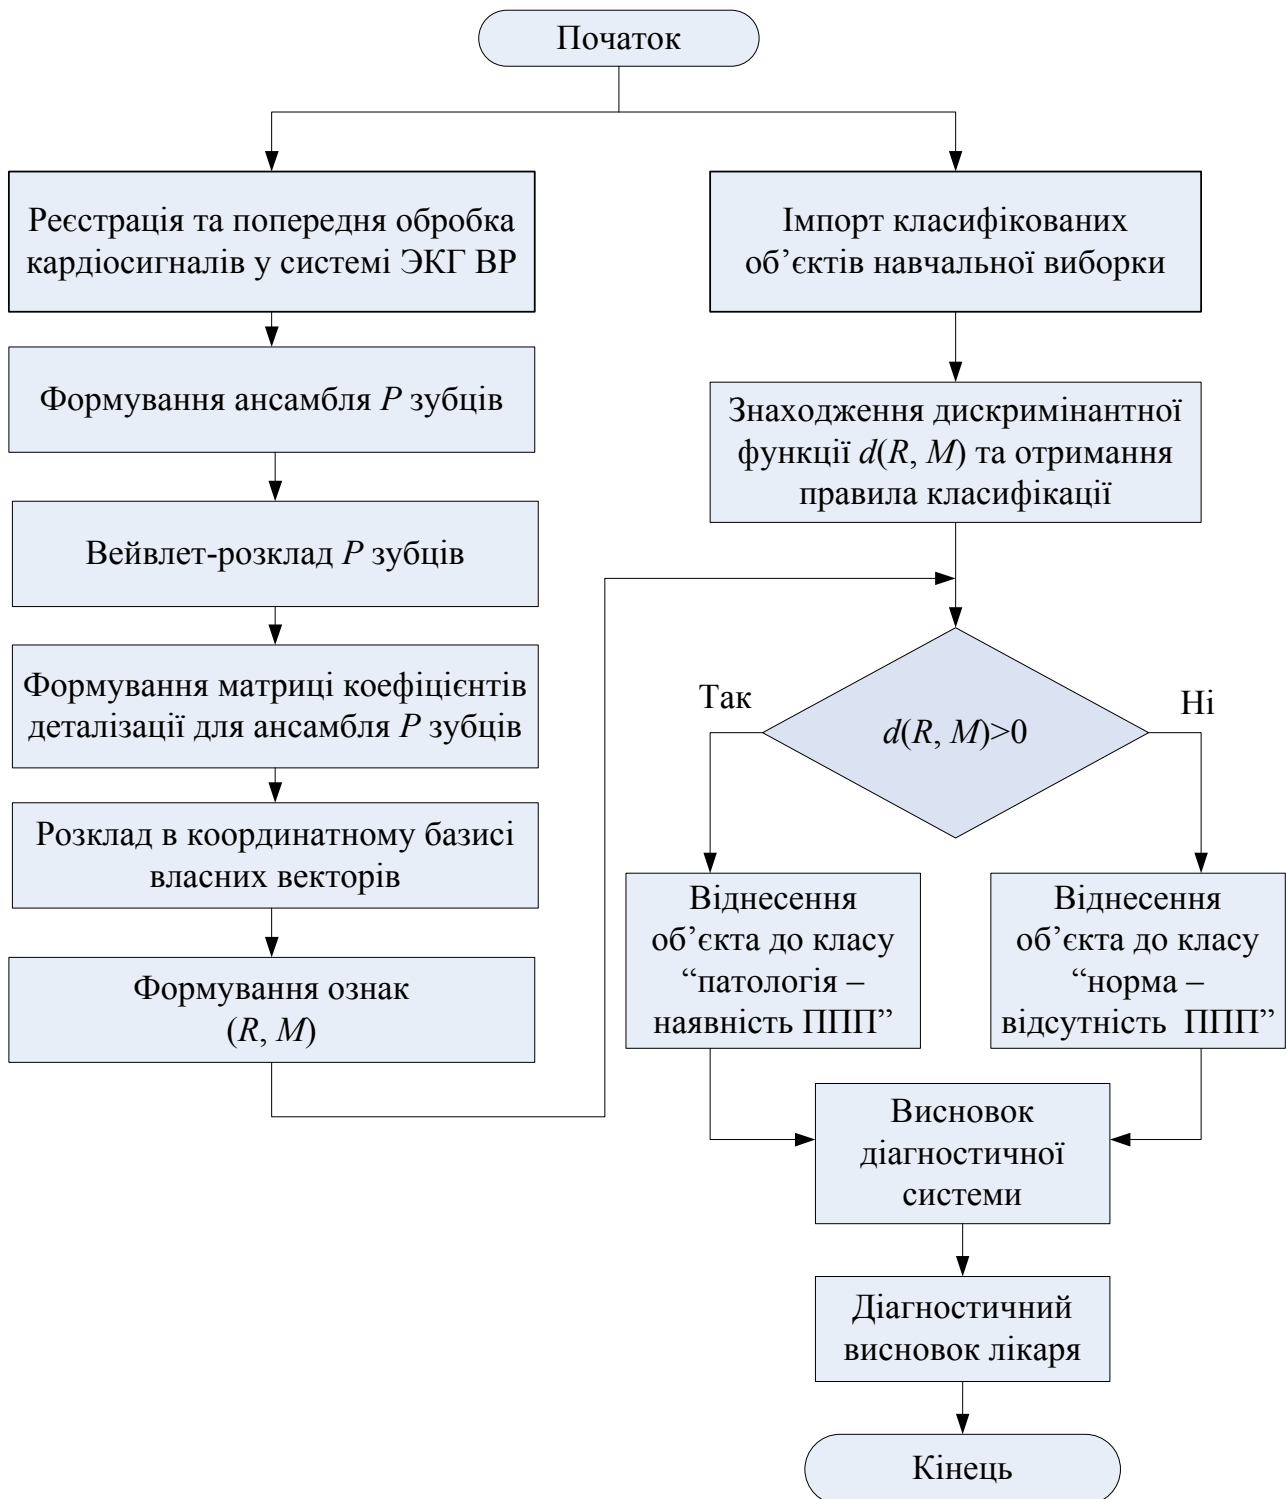 Початок
Реєстрація та попередня обробка
кардіосигналів у системі ЭКГ ВР
Формування ансамбля P зубців
Вейвлет-розклад P зубців
Формування матриці коефіцієнтів
деталізації для ансамбля P зубців
Розклад в координатному базисі
власних векторів
Формування ознак
(R, M)
Імпорт класифікованих
об’єктів навчальної виборки
Знаходження дискримінантної
функції d(R, M) та отримання
правила класифікації
d(R, M)>0
Так
Ні
Віднесення
об’єкта до класу
“патологія –
наявність ППП”
Віднесення
об’єкта до класу
“норма –
відсутність ППП”
Висновок
діагностичної
системи
Діагностичний
висновок лікаря
Кінець